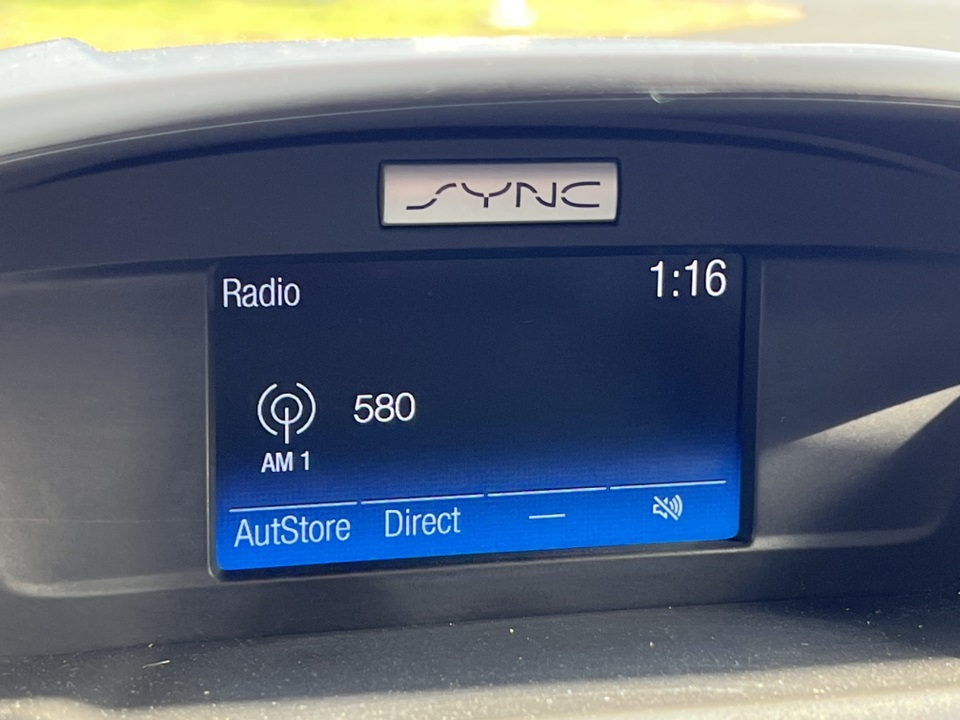 SYNC
Radio 1:16
580
AM 1
AutStore Direct —